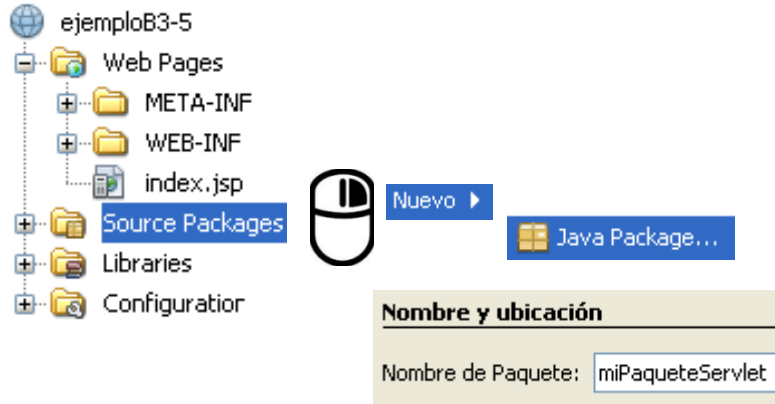 ejemploB3-5
Web Pages
META-INF
WEB-INF
index.jsp
Source Packages
Nuevo
Java Package...
Libraries
Configuration
Nombre y ubicación
Nombre de Paquete: miPaqueteServlet